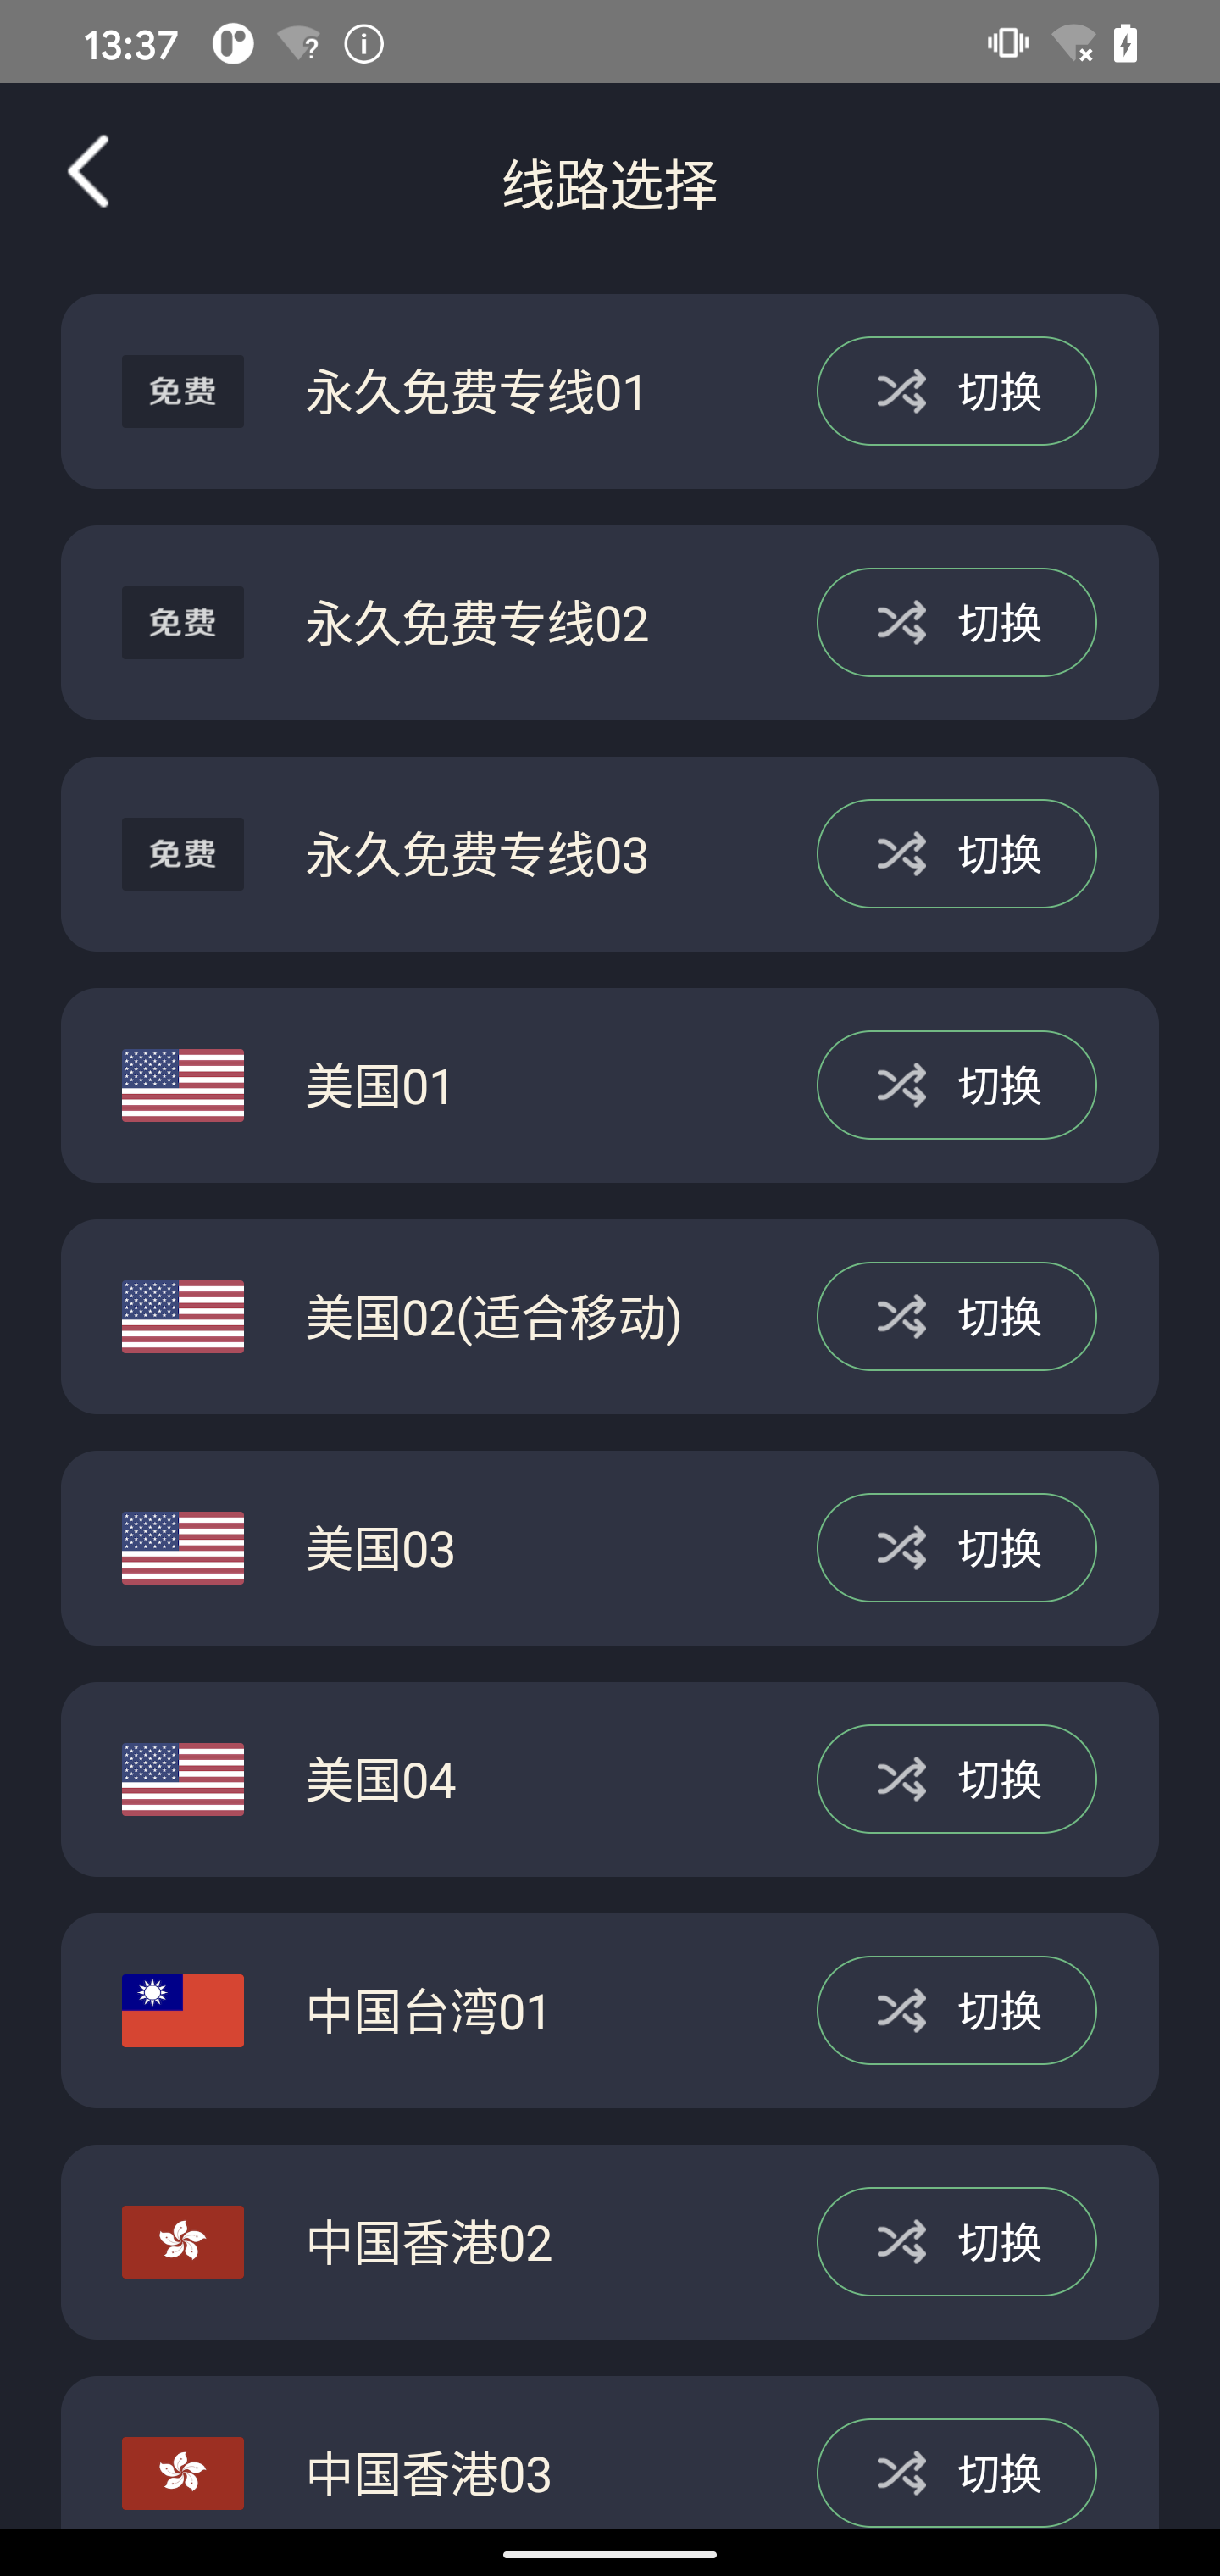 13:37
线路选择
免费 永久免费专线01 切换
免费 永久免费专线02 切换
免费 永久免费专线03 切换
美国01 切换
美国02(适合移动) 切换
美国03 切换
美国04 切换
中国台湾01 切换
中国香港02 切换
中国香港03 切换